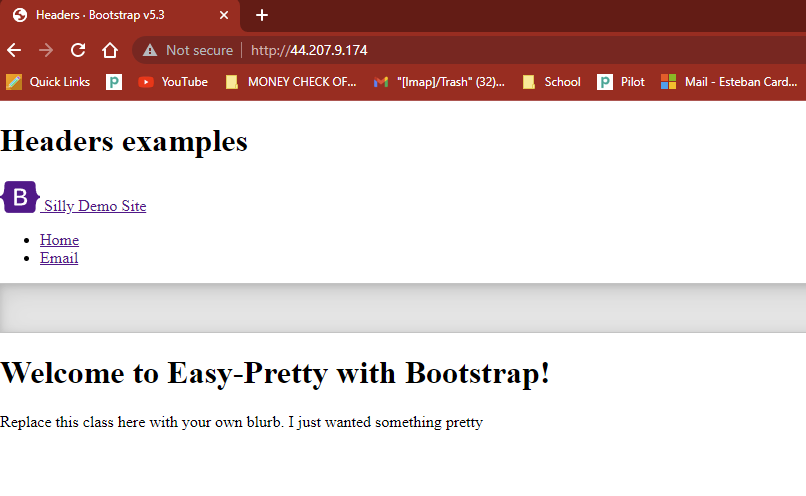 Headers · Bootstrap v5.3
Not secure
http://44.207.9.174
Quick Links
YouTube
MONEY CHECK OF...
"[Imap]/Trash" (32)...
School
Pilot
Mail - Esteban Card...
Headers examples
B Silly Demo Site
Home
Email
Welcome to Easy-Pretty with Bootstrap!
Replace this class here with your own blurb. I just wanted something pretty